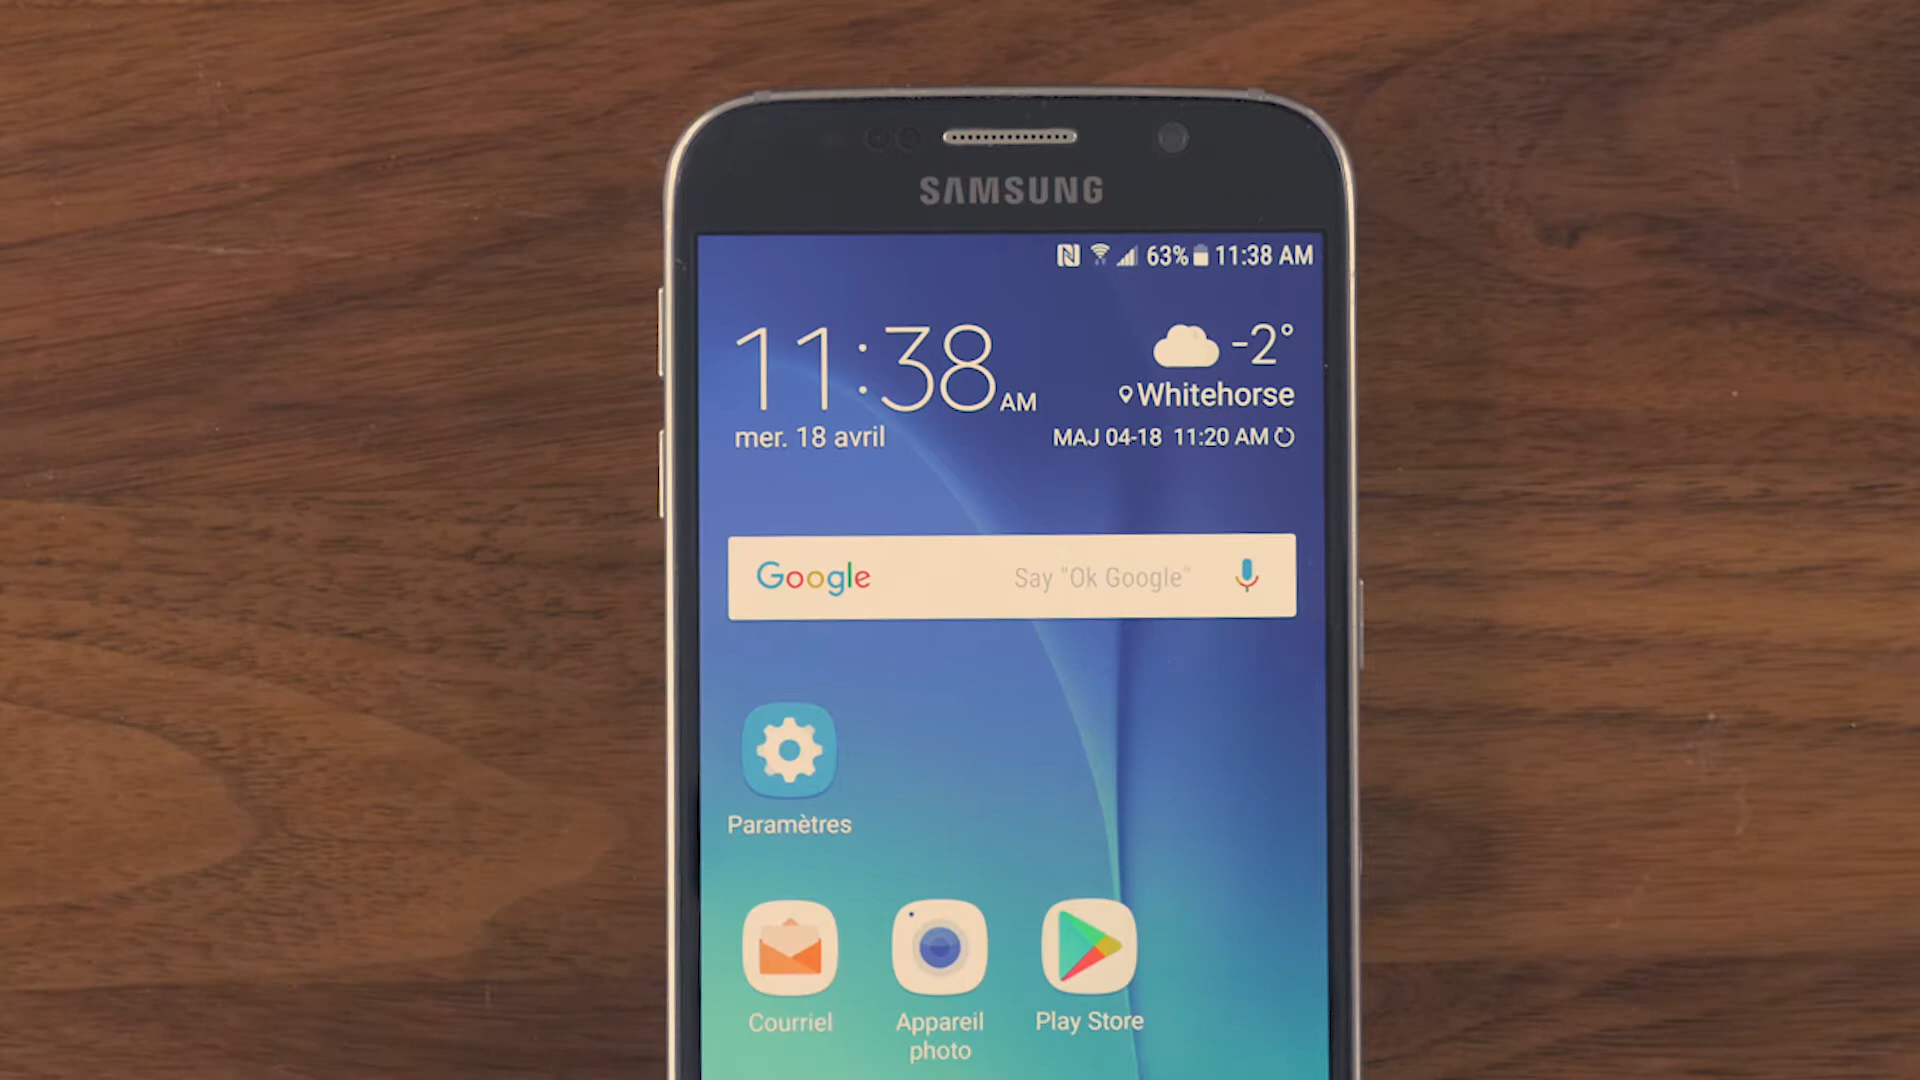 SAMSUNG
63% 11:38 AM
11:38 AM
-2°
Whitehorse
mer. 18 avril
MAJ 04-18 11:20 AM
Google
Say "Ok Google"
Paramètres
Courriel
Appareil photo
Play Store